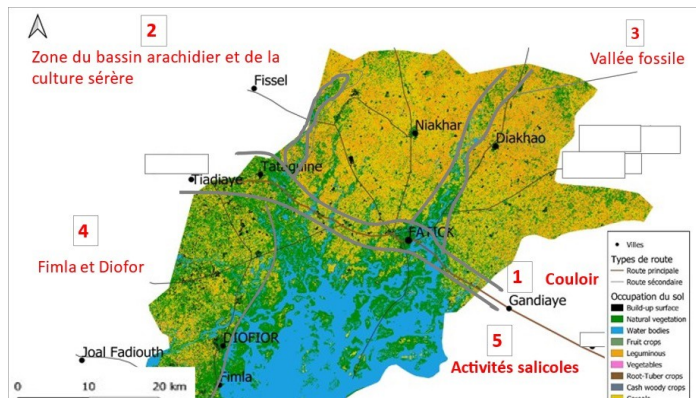 2
Zone du bassin arachidier et de la
culture sérère
3
Vallée fossile
Fissel
Niakhar
Diakhao
Tataguine
Tiadiaye
4
Fimla et Diofor
FATICK
1
Couloir
Gandiaye
5
Activités salicoles
DIOFIOR
Joal Fadiouth
Fimla
0 10 20 km
Villes
Types de route
Route principale
Route sécondaire
Occupation du sol
Build-up surface
Natural vegetation
Water bodies
Fruit crops
Leguminous
Vegetables
Root-Tuber crops
Cash woody crops